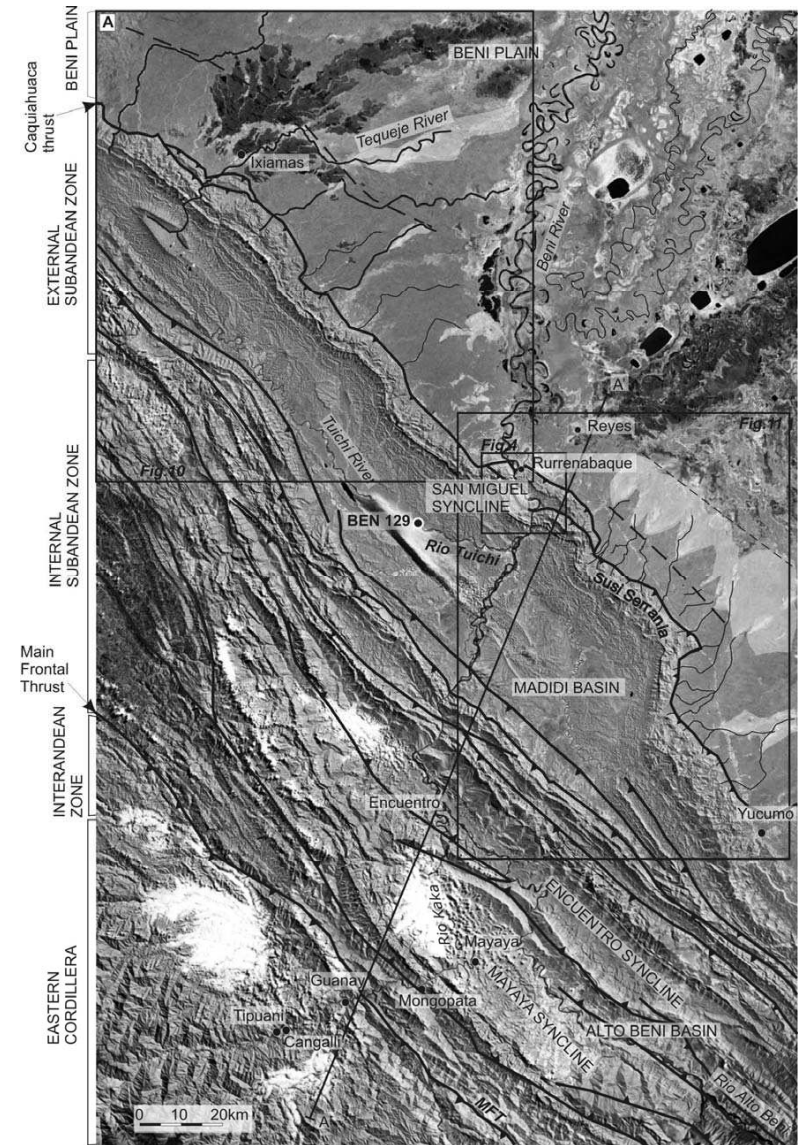 A
BENI PLAIN
BENI PLAIN
Caquiahuaca
thrust
Tequeje River
Ixiamas
EXTERNAL
SUBANDEAN ZONE
Beni River
A
Reyes
Fig.11
Fig.4
Rurrenabaque
Tuichi River
Fig.10
SAN MIGUEL
SYNCLINE
INTERNAL
SUBANDEAN ZONE
BEN 129
Rio Tuichi
Susi Serrania
Main
Frontal
Thrust
MADIDI BASIN
INTERANDEAN
ZONE
Encuentro
Yucumo
EASTERN
CORDILLERA
Rio Kaka
ENCUENTRO SYNCLINE
Mayaya
Guanay
Mongopata
MAYAYA SYNCLINE
Tipuani
Cangalli
ALTO BENI BASIN
Rio Alto Beni
MFT
0 10 20km
A'